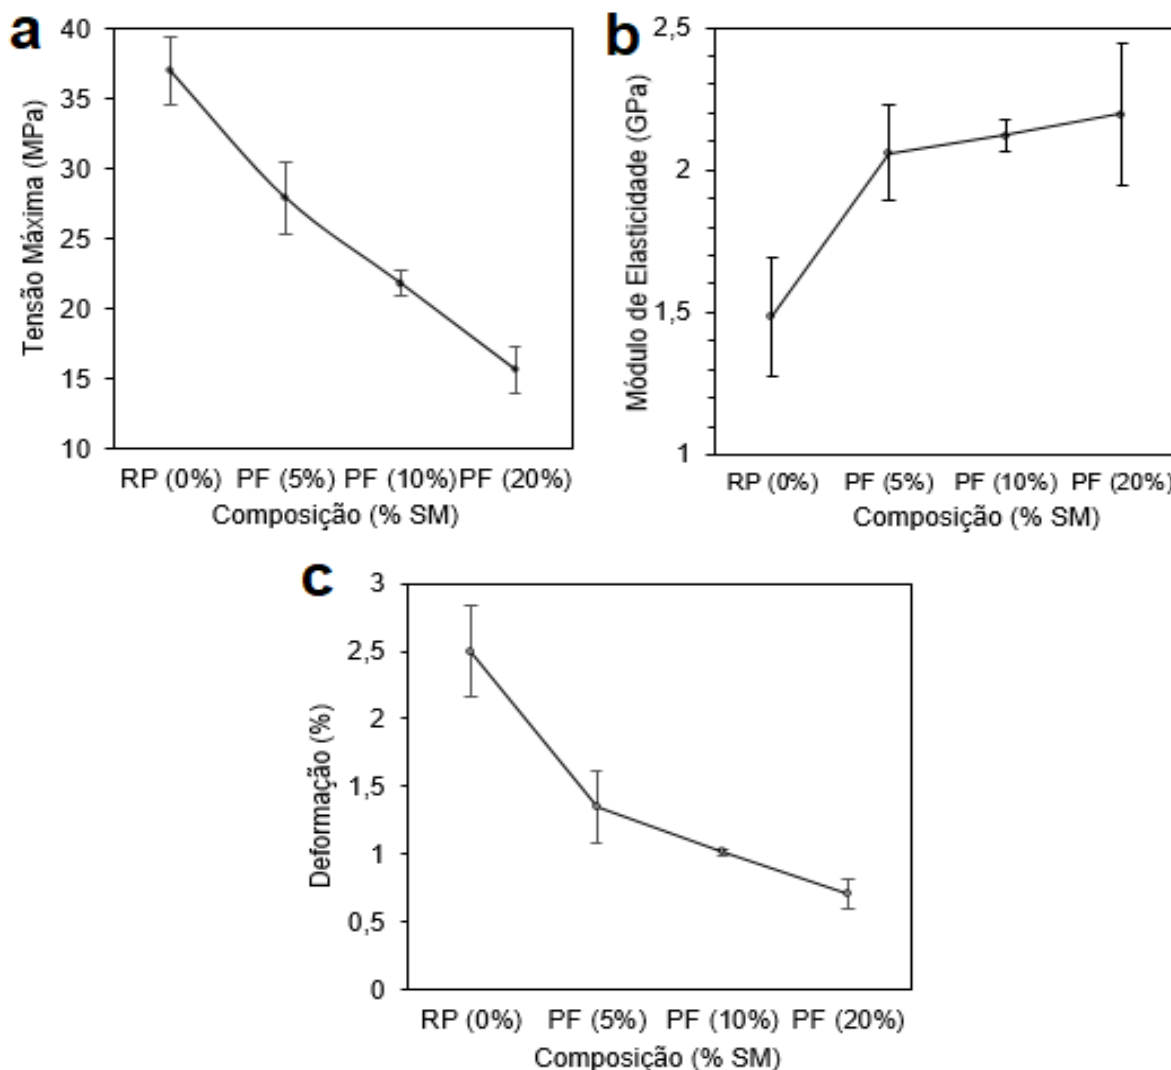 a
Tensão Máxima (MPa)
40
35
30
25
20
15
10
RP (0%) PF (5%) PF (10%) PF (20%)
Composição (% SM)
b
Módulo de Elasticidade (GPa)
2,5
2
1,5
1
RP (0%) PF (5%) PF (10%) PF (20%)
Composição (% SM)
c
Deformação (%)
3
2,5
2
1,5
1
0,5
0
RP (0%) PF (5%) PF (10%) PF (20%)
Composição (% SM)